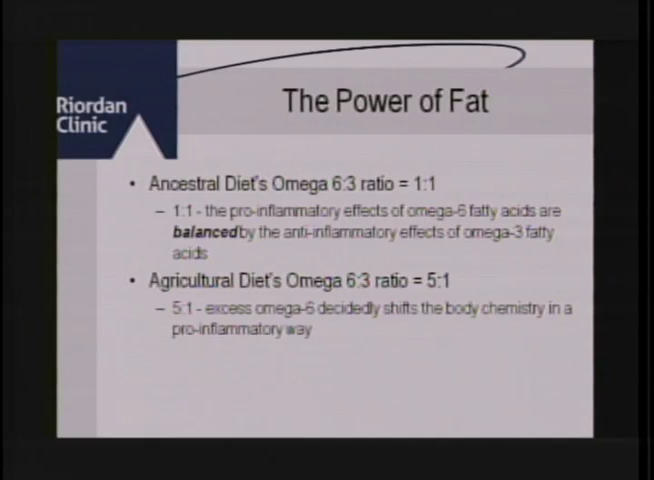 Riordan
Clinic
The Power of Fat
• Ancestral Diet's Omega 6:3 ratio = 1:1
– 1:1 - the pro-inflammatory effects of omega-6 fatty acids are
balanced by the anti-inflammatory effects of omega-3 fatty
acids
• Agricultural Diet's Omega 6:3 ratio = 5:1
– 5:1 - excess omega-6 decidedly shifts the body chemistry in a
pro-inflammatory way